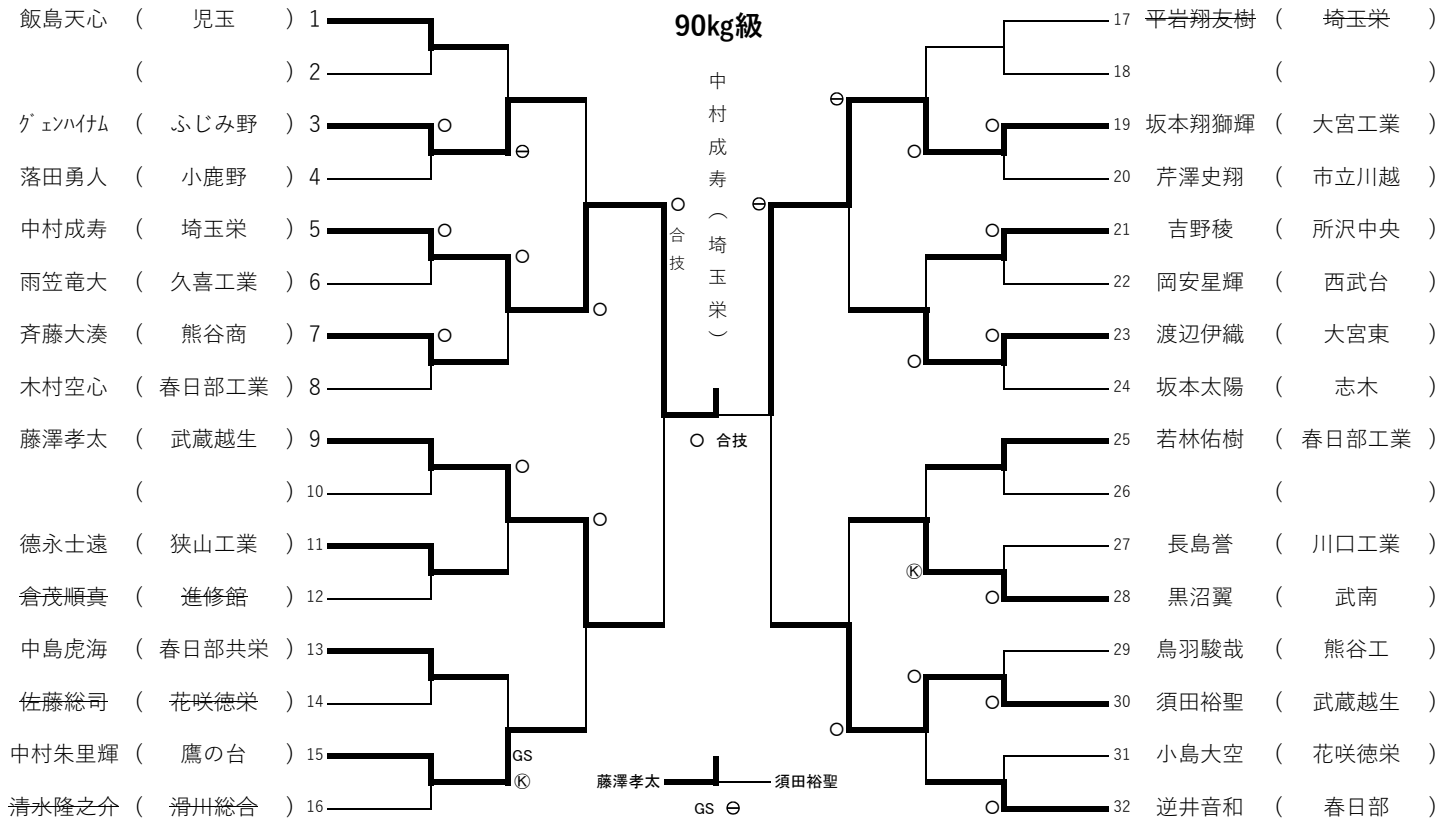 90kg級
飯島天心 ( 児玉 ) 1
( ) 2
グエンハイナム ( ふじみ野 ) 3 ○
⊖
落田勇人 ( 小鹿野 ) 4
中村成寿 ( 埼玉栄 ) 5 ○
○
雨笠竜大 ( 久喜工業 ) 6
○
斉藤大湊 ( 熊谷商 ) 7 ○
木村空心 ( 春日部工業 ) 8
藤澤孝太 ( 武蔵越生 ) 9
○
( ) 10
○
德永士遠 ( 狭山工業 ) 11
倉茂順真 ( 進修館 ) 12
中島虎海 ( 春日部共栄 ) 13
佐藤総司 ( 花咲徳栄 ) 14
中村朱里輝 ( 鷹の台 ) 15
GS
Ⓚ
清水隆之介 ( 滑川総合 ) 16
○
合技
中村成寿(埼玉栄)
○ 合技
藤澤孝太 須田裕聖
GS ⊖
17 平岩翔友樹 ( 埼玉栄 )
18 ( )
⊖
○ 19 坂本翔獅輝 ( 大宮工業 )
○
20 芹澤史翔 ( 市立川越 )
⊖
○ 21 吉野稜 ( 所沢中央 )
22 岡安星輝 ( 西武台 )
○ 23 渡辺伊織 ( 大宮東 )
○
24 坂本太陽 ( 志木 )
25 若林佑樹 ( 春日部工業 )
26 ( )
27 長島誉 ( 川口工業 )
Ⓚ
○ 28 黒沼翼 ( 武南 )
29 鳥羽駿哉 ( 熊谷工 )
○
○ 30 須田裕聖 ( 武蔵越生 )
○
31 小島大空 ( 花咲徳栄 )
○ 32 逆井音和 ( 春日部 )